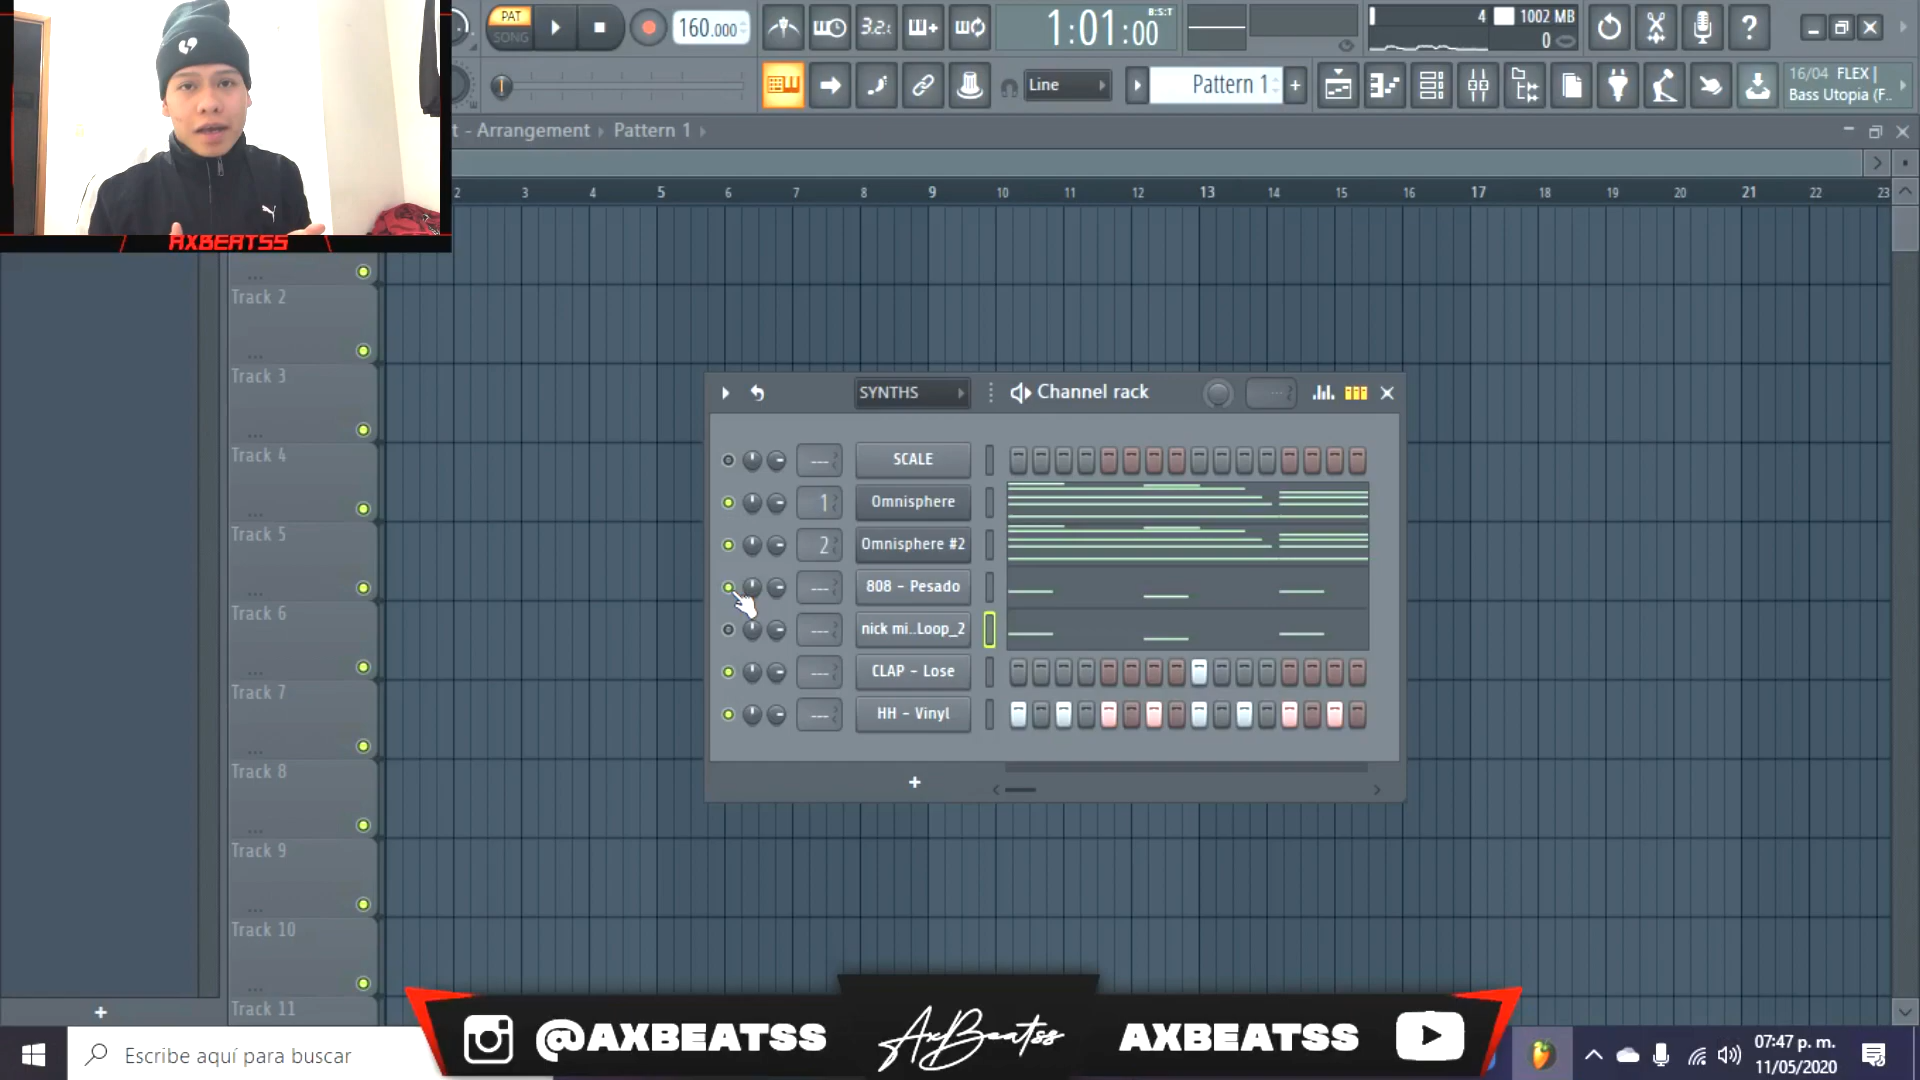 PAT
SONG
160.000
3.2.
1:01:00
B:S:T
4
1002 MB
0
Line
Pattern 1
+
16/04 FLEX |
Bass Utopia (F..
t - Arrangement › Pattern 1 ›
2 3 4 5 6 7 8 9 10 11 12 13 14 15 16 17 18 19 20 21 22 23
AXBEATSS
Track 2
Track 3
Track 4
Track 5
Track 6
Track 7
Track 8
Track 9
Track 10
Track 11
SYNTHS
Channel rack
--- SCALE
1 Omnisphere
2 Omnisphere #2
--- 808 - Pesado
--- nick mi..Loop_2
--- CLAP - Lose
--- HH - Vinyl
+
+
@AXBEATSS
AxBeatss
AXBEATSS
Escribe aquí para buscar
07:47 p. m.
11/05/2020